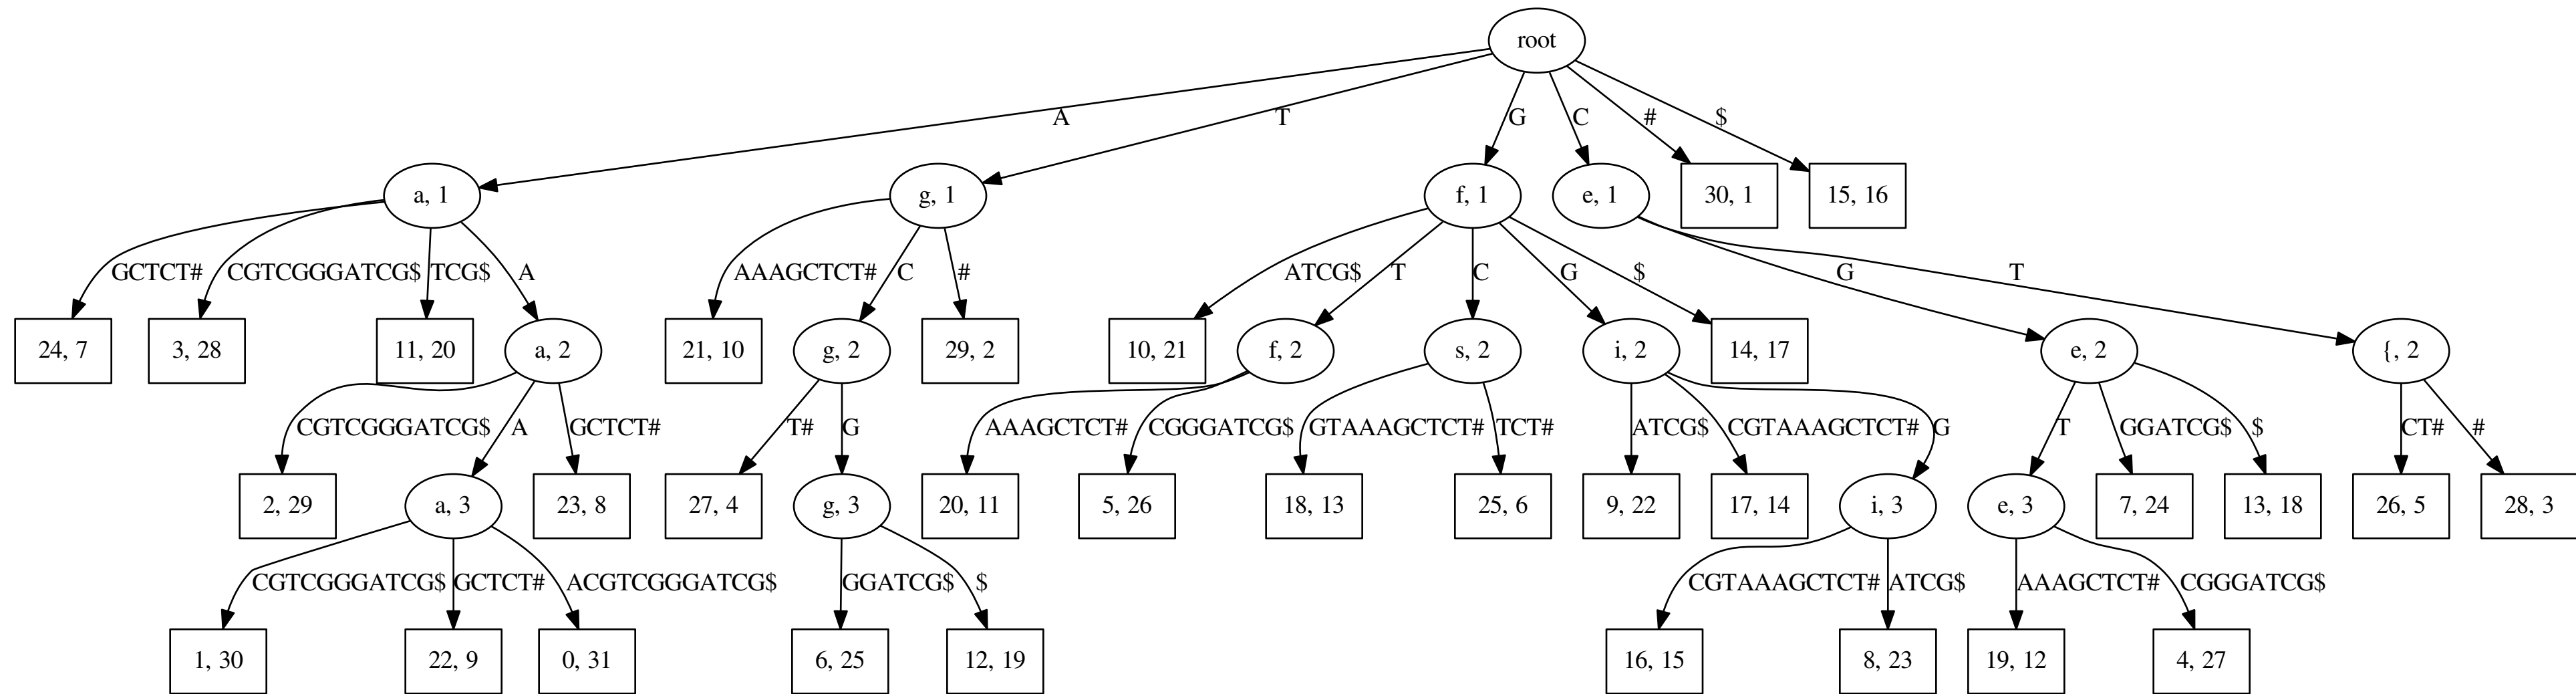 root
A
T
G
C
#
$
a, 1
g, 1
f, 1
e, 1
30, 1
15, 16
GCTCT#
CGTCGGGATCG$
TCG$
A
AAAGCTCT#
C
#
ATCG$
T
C
G
$
G
T
24, 7
3, 28
11, 20
a, 2
21, 10
g, 2
29, 2
10, 21
f, 2
s, 2
i, 2
14, 17
e, 2
{, 2
CGTCGGGATCG$
A
GCTCT#
T#
G
AAAGCTCT#
CGGGATCG$
GTAAAGCTCT#
TCT#
ATCG$
CGTAAAGCTCT#
G
T
GGATCG$
$
CT#
#
2, 29
a, 3
23, 8
27, 4
g, 3
20, 11
5, 26
18, 13
25, 6
9, 22
17, 14
i, 3
e, 3
7, 24
13, 18
26, 5
28, 3
CGTCGGGATCG$
GCTCT#
ACGTCGGGATCG$
GGATCG$
$
CGTAAAGCTCT#
ATCG$
AAAGCTCT#
CGGGATCG$
1, 30
22, 9
0, 31
6, 25
12, 19
16, 15
8, 23
19, 12
4, 27